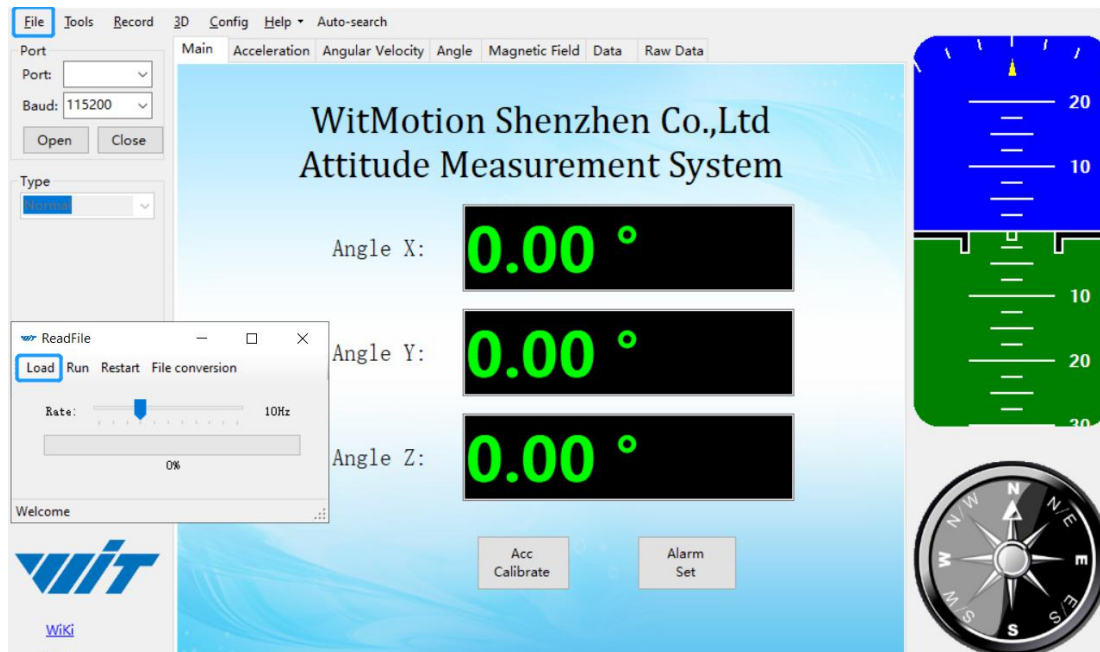 File Tools Record 3D Config Help Auto-search
Port
Port:
Baud: 115200
Open Close
Type
Normal
Main Acceleration Angular Velocity Angle Magnetic Field Data Raw Data
WitMotion Shenzhen Co.,Ltd
Attitude Measurement System
Angle X: 0.00 °
Angle Y: 0.00 °
Angle Z: 0.00 °
Acc
Calibrate
Alarm
Set
ReadFile
Load Run Restart File conversion
Rate: 10Hz
0%
Welcome
WIT
WiKi
20
10
10
20
30
N
N/E
E
E/S
S
S/W
W
N/W